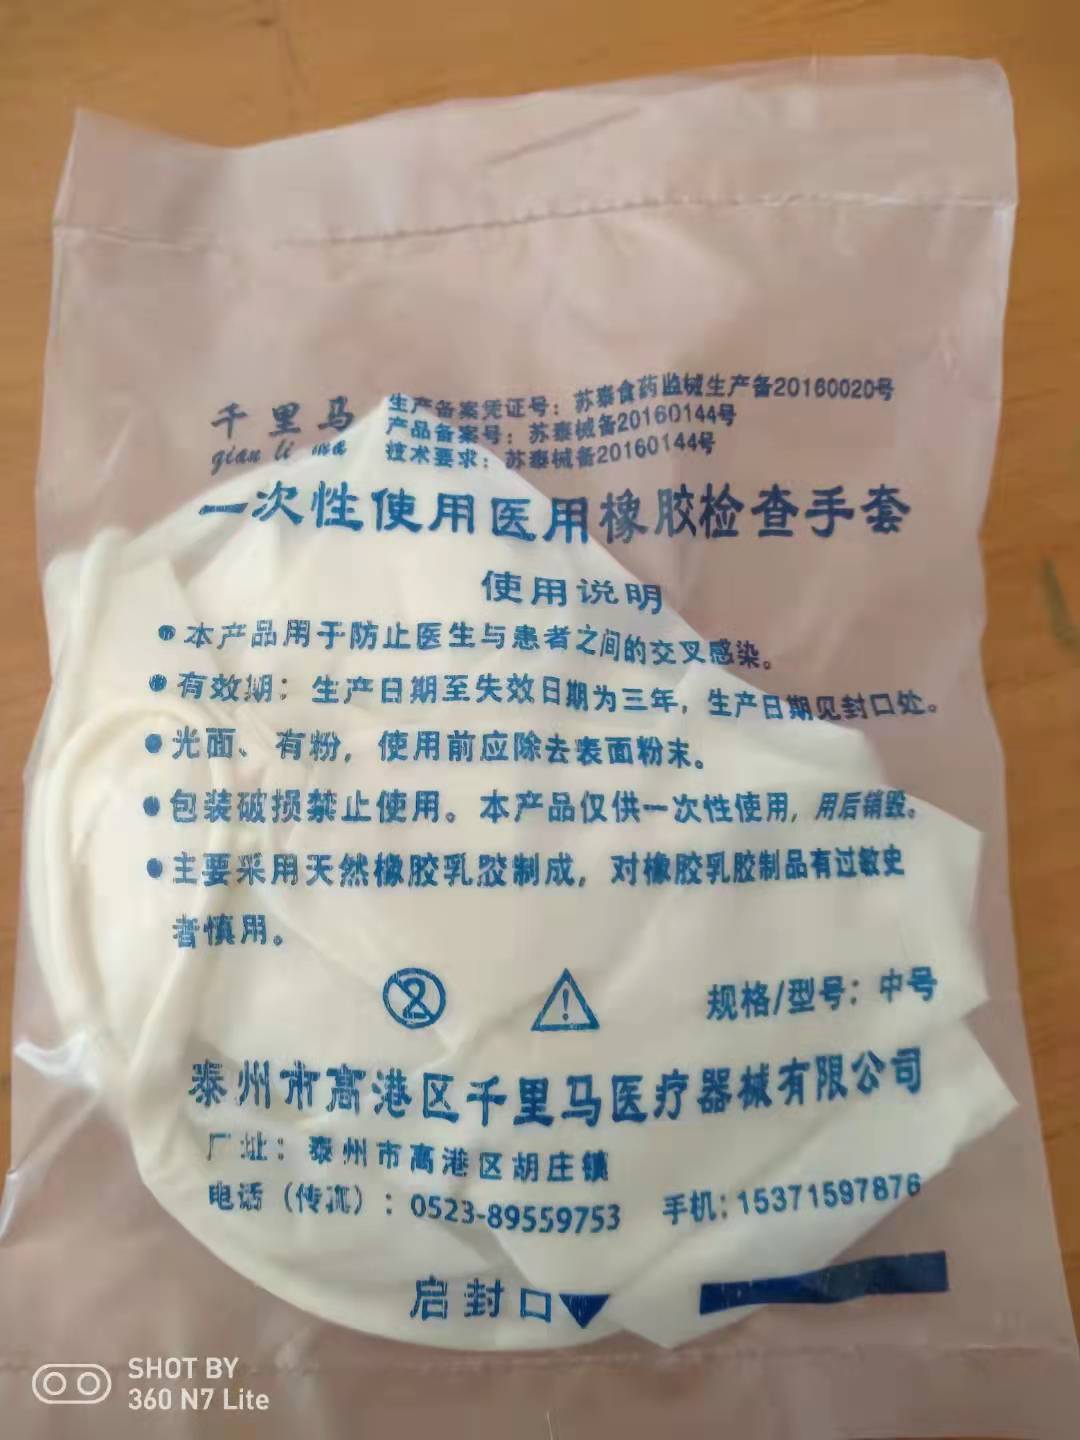 千里马
qian li ma
生产备案凭证号：苏泰食药监械生产备20160020号
产品备案号：苏泰械备20160144号
技术要求：苏泰械备20160144号
一次性使用医用橡胶检查手套
使用说明
●本产品用于防止医生与患者之间的交叉感染。
●有效期：生产日期至失效日期为三年，生产日期见封口处。
●光面、有粉，使用前应除去表面粉末。
●包装破损禁止使用。本产品仅供一次性使用，用后销毁。
●主要采用天然橡胶乳胶制成，对橡胶乳胶制品有过敏史
者慎用。
2
!
规格/型号：中号
泰州市高港区千里马医疗器械有限公司
厂址：泰州市高港区胡庄镇
电话（传真）：0523-89559753 手机：15371597876
启封口
SHOT BY
360 N7 Lite